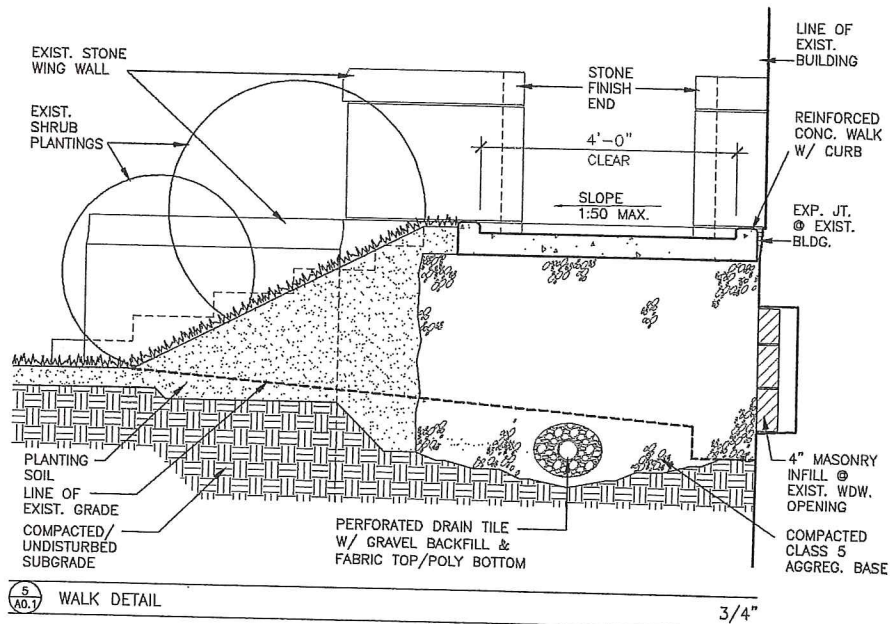 EXIST. STONE
WING WALL
EXIST.
SHRUB
PLANTINGS
STONE
FINISH
END
LINE OF
EXIST.
BUILDING
REINFORCED
CONC. WALK
W/ CURB
4'-0"
CLEAR
SLOPE
1:50 MAX.
EXP. JT.
@ EXIST.
BLDG.
PLANTING
SOIL
LINE OF
EXIST. GRADE
COMPACTED/
UNDISTURBED
SUBGRADE
PERFORATED DRAIN TILE
W/ GRAVEL BACKFILL &
FABRIC TOP/POLY BOTTOM
4" MASONRY
INFILL @
EXIST. WDW.
OPENING
COMPACTED
CLASS 5
AGGREG. BASE
5
A0.1
WALK DETAIL
3/4"